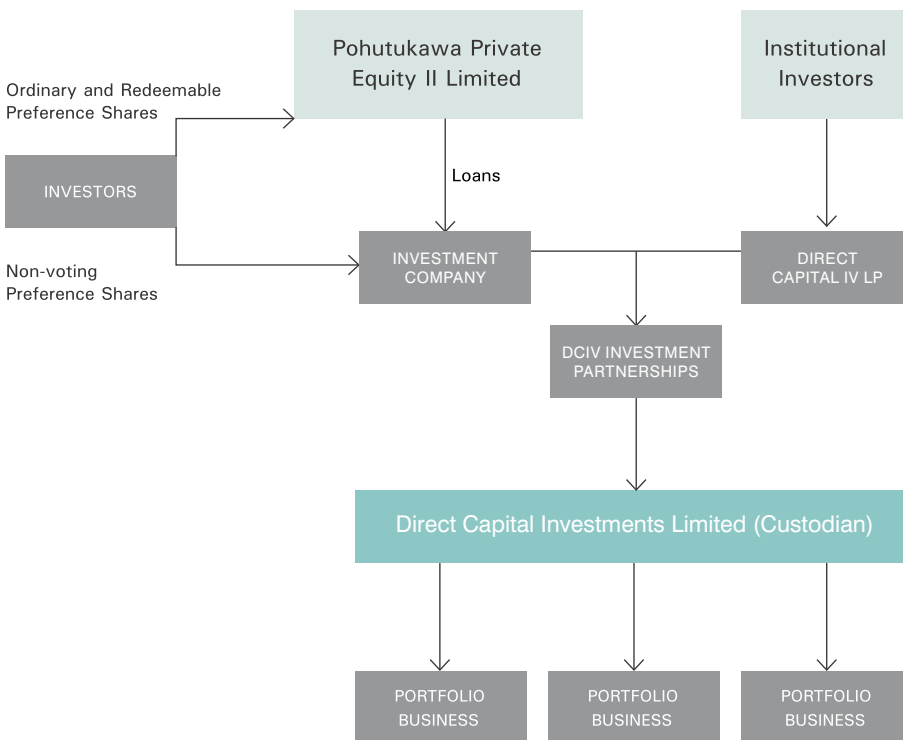 Pohutukawa Private
Equity II Limited
Institutional
Investors
Ordinary and Redeemable
Preference Shares
INVESTORS
Loans
Non-voting
Preference Shares
INVESTMENT
COMPANY
DIRECT
CAPITAL IV LP
DCIV INVESTMENT
PARTNERSHIPS
Direct Capital Investments Limited (Custodian)
PORTFOLIO
BUSINESS
PORTFOLIO
BUSINESS
PORTFOLIO
BUSINESS